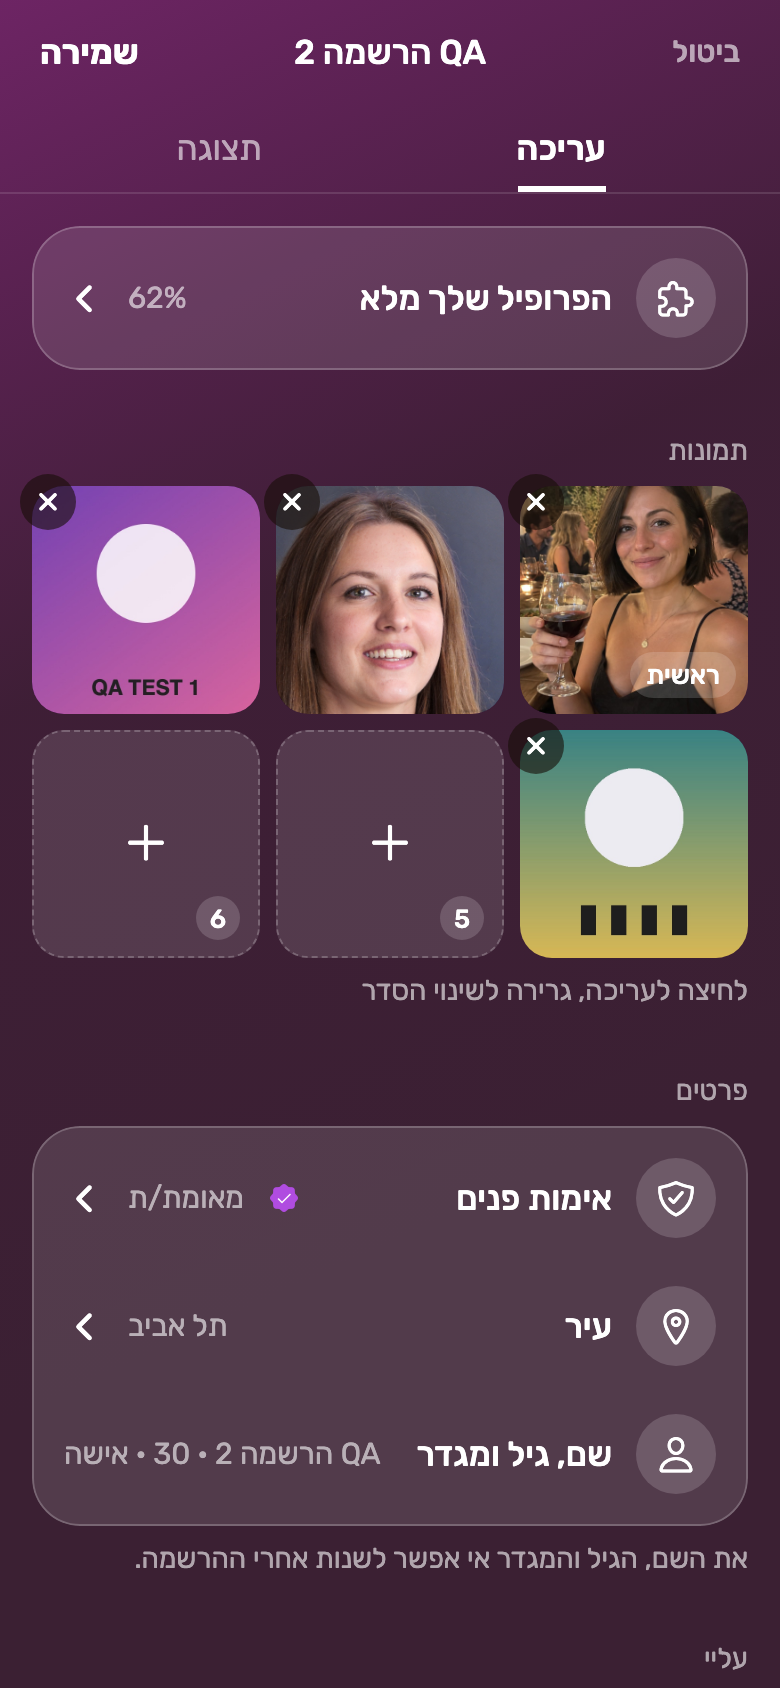 ביטול
QA הרשמה 2
שמירה
עריכה
תצוגה
הפרופיל שלך מלא
62%
תמונות
ראשית
QA TEST 1
5
6
לחיצה לעריכה, גרירה לשינוי הסדר
פרטים
אימות פנים
מאומת/ת
עיר
תל אביב
שם, גיל ומגדר
QA הרשמה 2 • 30 • אישה
את השם, הגיל והמגדר אי אפשר לשנות אחרי ההרשמה.
עליי